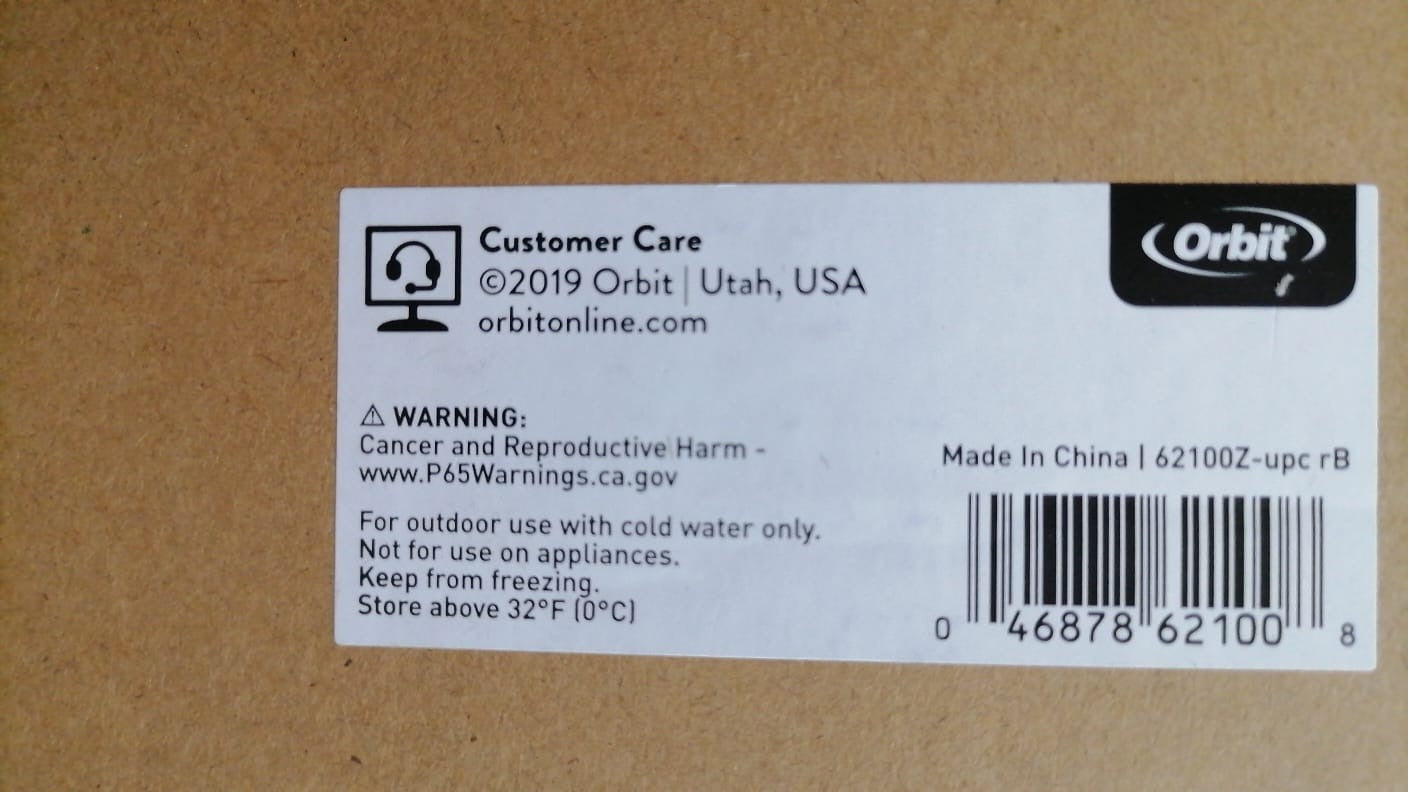 Customer Care
©2019 Orbit | Utah, USA
orbitonline.com
Orbit®
⚠ WARNING:
Cancer and Reproductive Harm -
www.P65Warnings.ca.gov
For outdoor use with cold water only.
Not for use on appliances.
Keep from freezing.
Store above 32°F (0°C)
Made In China | 62100Z-upc rB
0 46878 62100 8